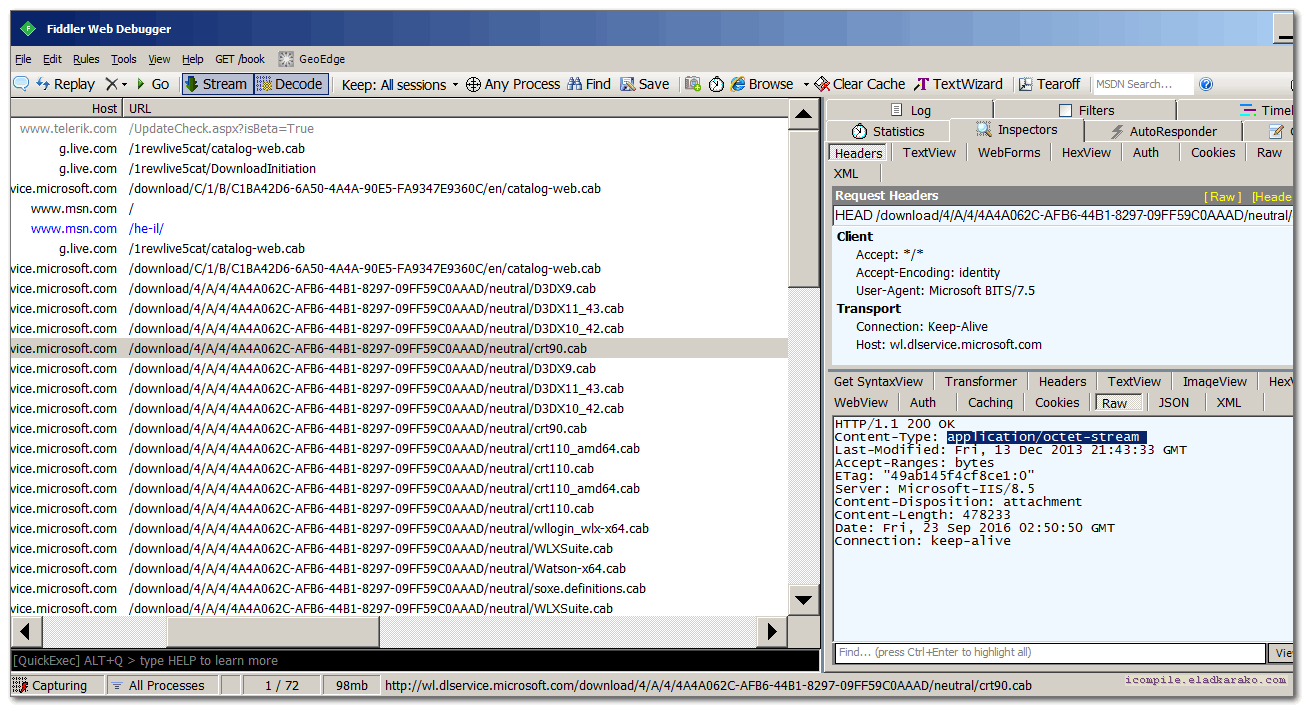 Fiddler Web Debugger
File Edit Rules Tools View Help GET /book GeoEdge
Replay Go Stream Decode Keep: All sessions Any Process Find Save Browse Clear Cache TextWizard Tearoff MSDN Search...
Host URL
www.telerik.com /UpdateCheck.aspx?isBeta=True
g.live.com /1rewlive5cat/catalog-web.cab
g.live.com /1rewlive5cat/DownloadInitiation
vice.microsoft.com /download/C/1/B/C1BA42D6-6A50-4A4A-90E5-FA9347E9360C/en/catalog-web.cab
www.msn.com /
www.msn.com /he-il/
g.live.com /1rewlive5cat/catalog-web.cab
vice.microsoft.com /download/C/1/B/C1BA42D6-6A50-4A4A-90E5-FA9347E9360C/en/catalog-web.cab
vice.microsoft.com /download/4/A/4/4A4A062C-AFB6-44B1-8297-09FF59C0AAAD/neutral/D3DX9.cab
vice.microsoft.com /download/4/A/4/4A4A062C-AFB6-44B1-8297-09FF59C0AAAD/neutral/D3DX11_43.cab
vice.microsoft.com /download/4/A/4/4A4A062C-AFB6-44B1-8297-09FF59C0AAAD/neutral/D3DX10_42.cab
vice.microsoft.com /download/4/A/4/4A4A062C-AFB6-44B1-8297-09FF59C0AAAD/neutral/crt90.cab
vice.microsoft.com /download/4/A/4/4A4A062C-AFB6-44B1-8297-09FF59C0AAAD/neutral/D3DX9.cab
vice.microsoft.com /download/4/A/4/4A4A062C-AFB6-44B1-8297-09FF59C0AAAD/neutral/D3DX11_43.cab
vice.microsoft.com /download/4/A/4/4A4A062C-AFB6-44B1-8297-09FF59C0AAAD/neutral/D3DX10_42.cab
vice.microsoft.com /download/4/A/4/4A4A062C-AFB6-44B1-8297-09FF59C0AAAD/neutral/crt90.cab
vice.microsoft.com /download/4/A/4/4A4A062C-AFB6-44B1-8297-09FF59C0AAAD/neutral/crt110_amd64.cab
vice.microsoft.com /download/4/A/4/4A4A062C-AFB6-44B1-8297-09FF59C0AAAD/neutral/crt110.cab
vice.microsoft.com /download/4/A/4/4A4A062C-AFB6-44B1-8297-09FF59C0AAAD/neutral/crt110_amd64.cab
vice.microsoft.com /download/4/A/4/4A4A062C-AFB6-44B1-8297-09FF59C0AAAD/neutral/crt110.cab
vice.microsoft.com /download/4/A/4/4A4A062C-AFB6-44B1-8297-09FF59C0AAAD/neutral/wllogin_wlx-x64.cab
vice.microsoft.com /download/4/A/4/4A4A062C-AFB6-44B1-8297-09FF59C0AAAD/neutral/WLXSuite.cab
vice.microsoft.com /download/4/A/4/4A4A062C-AFB6-44B1-8297-09FF59C0AAAD/neutral/Watson-x64.cab
vice.microsoft.com /download/4/A/4/4A4A062C-AFB6-44B1-8297-09FF59C0AAAD/neutral/soxe.definitions.cab
vice.microsoft.com /download/4/A/4/4A4A062C-AFB6-44B1-8297-09FF59C0AAAD/neutral/WLXSuite.cab
[QuickExec] ALT+Q > type HELP to learn more
Log Filters Timel
Statistics Inspectors AutoResponder
Headers TextView WebForms HexView Auth Cookies Raw
XML
Request Headers [ Raw ] [Heade
HEAD /download/4/A/4/4A4A062C-AFB6-44B1-8297-09FF59C0AAAD/neutral/
Client
Accept: */*
Accept-Encoding: identity
User-Agent: Microsoft BITS/7.5
Transport
Connection: Keep-Alive
Host: wl.dlservice.microsoft.com
Get SyntaxView Transformer Headers TextView ImageView HexV
WebView Auth Caching Cookies Raw JSON XML
HTTP/1.1 200 OK
Content-Type: application/octet-stream
Last-Modified: Fri, 13 Dec 2013 21:43:33 GMT
Accept-Ranges: bytes
ETag: "49ab145f4cf8ce1:0"
Server: Microsoft-IIS/8.5
Content-Disposition: attachment
Content-Length: 478233
Date: Fri, 23 Sep 2016 02:50:50 GMT
Connection: keep-alive
Find... (press Ctrl+Enter to highlight all) Vie
Capturing All Processes 1 / 72 98mb http://wl.dlservice.microsoft.com/download/4/A/4/4A4A062C-AFB6-44B1-8297-09FF59C0AAAD/neutral/crt90.cab
icompile.eladkarako.com